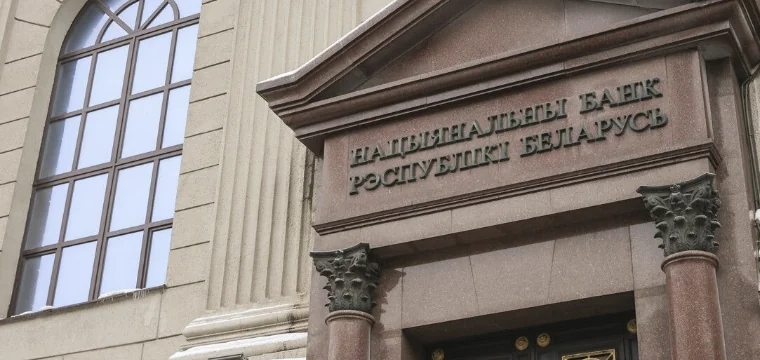 НАЦЫЯНАЛЬНЫ БАНК
РЭСПУБЛІКІ БЕЛАРУСЬ